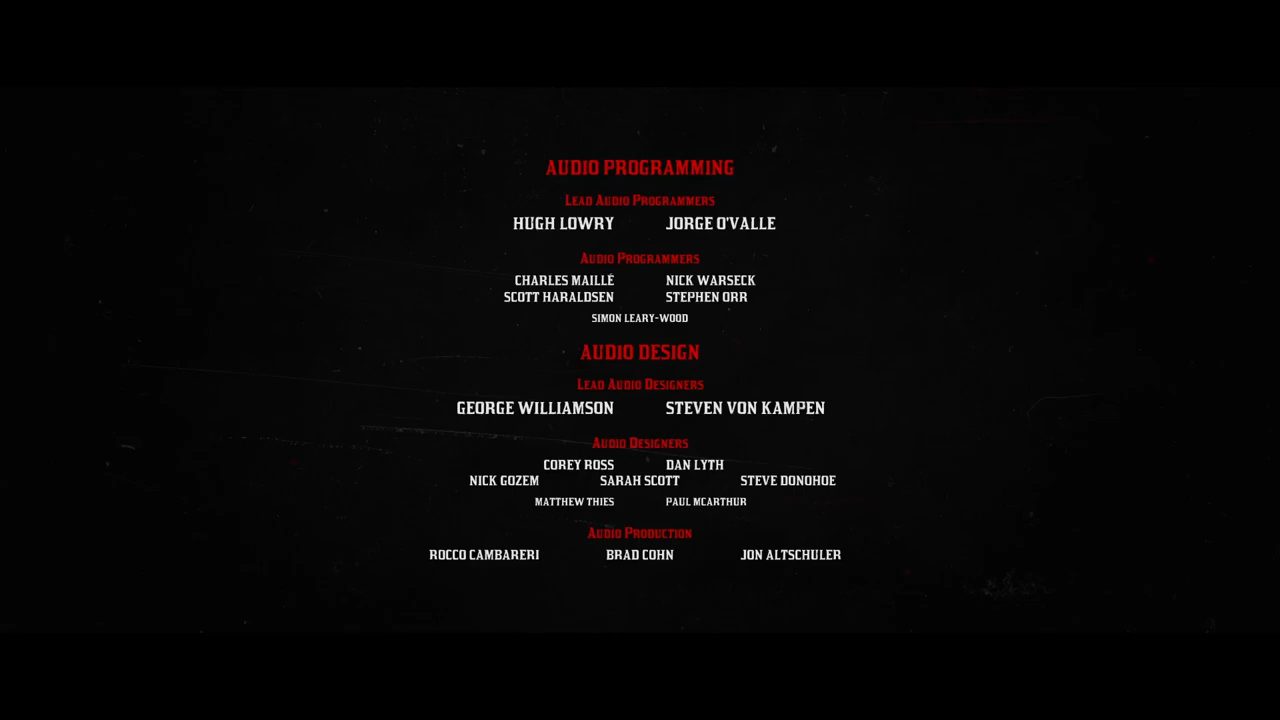 AUDIO PROGRAMMING
LEAD AUDIO PROGRAMMERS
HUGH LOWRY JORGE O'VALLE
AUDIO PROGRAMMERS
CHARLES MAILLÉ NICK WARSECK
SCOTT HARALDSEN STEPHEN ORR
SIMON LEARY-WOOD
AUDIO DESIGN
LEAD AUDIO DESIGNERS
GEORGE WILLIAMSON STEVEN VON KAMPEN
AUDIO DESIGNERS
COREY ROSS DAN LYTH
NICK GOZEM SARAH SCOTT STEVE DONOHOE
MATTHEW THIES PAUL MCARTHUR
AUDIO PRODUCTION
ROCCO CAMBARERI BRAD COHN JON ALTSCHULER